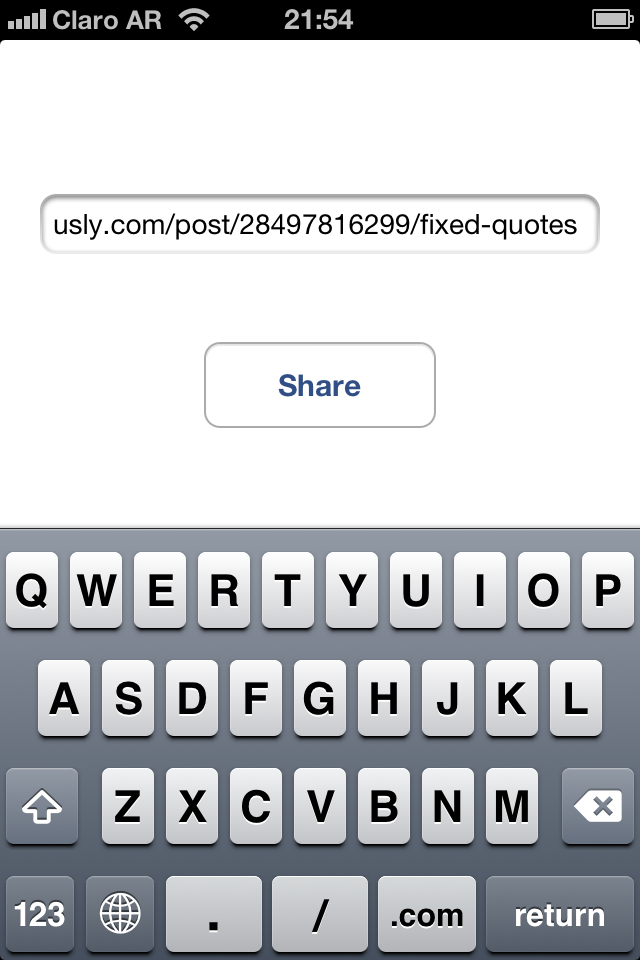 Claro AR 21:54
usly.com/post/28497816299/fixed-quotes
Share
Q W E R T Y U I O P
A S D F G H J K L
Z X C V B N M
123 . / .com return